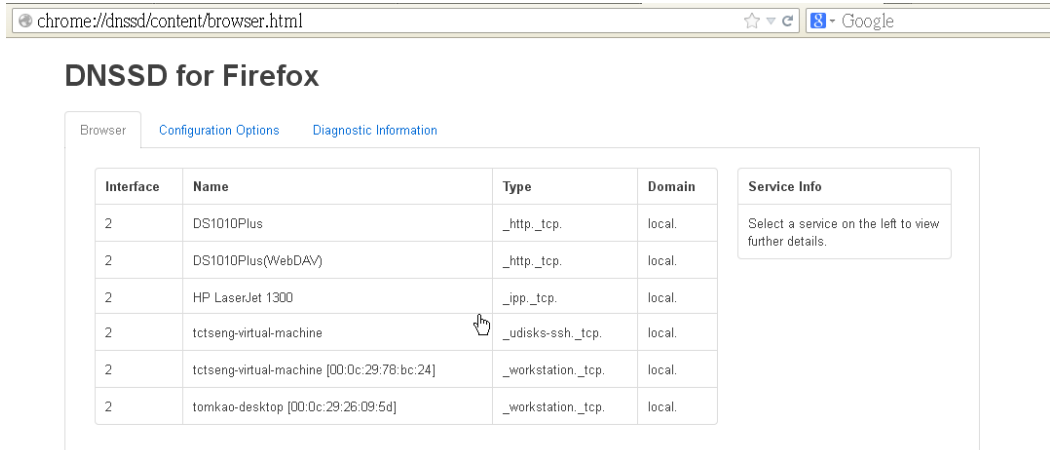 chrome://dnssd/content/browser.html
8 Google
DNSSD for Firefox
Browser Configuration Options Diagnostic Information
Interface Name Type Domain
2 DS1010Plus _http._tcp. local.
2 DS1010Plus(WebDAV) _http._tcp. local.
2 HP LaserJet 1300 _ipp._tcp. local.
2 tctseng-virtual-machine _udisks-ssh._tcp. local.
2 tctseng-virtual-machine [00:0c:29:78:bc:24] _workstation._tcp. local.
2 tomkao-desktop [00:0c:29:26:09:5d] _workstation._tcp. local.
Service Info
Select a service on the left to view
further details.